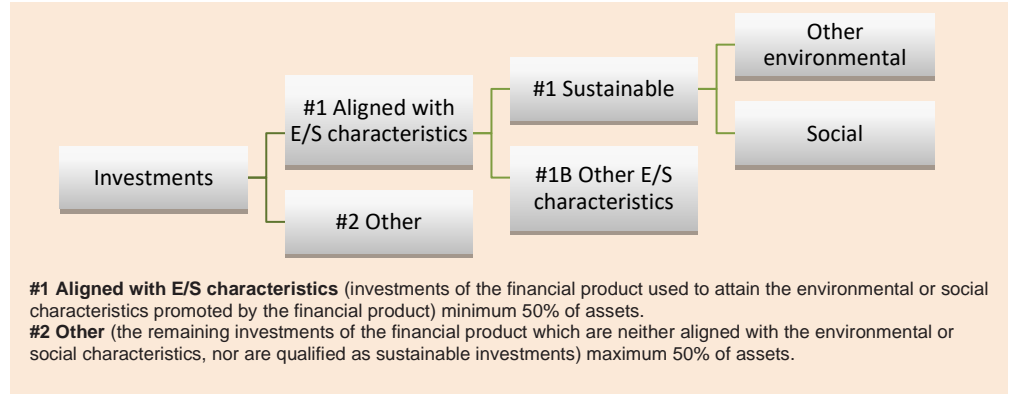 Other
environmental
#1 Aligned with
E/S characteristics
#1 Sustainable
Social
Investments
#1B Other E/S
characteristics
#2 Other
#1 Aligned with E/S characteristics (investments of the financial product used to attain the environmental or social
characteristics promoted by the financial product) minimum 50% of assets.
#2 Other (the remaining investments of the financial product which are neither aligned with the environmental or
social characteristics, nor are qualified as sustainable investments) maximum 50% of assets.